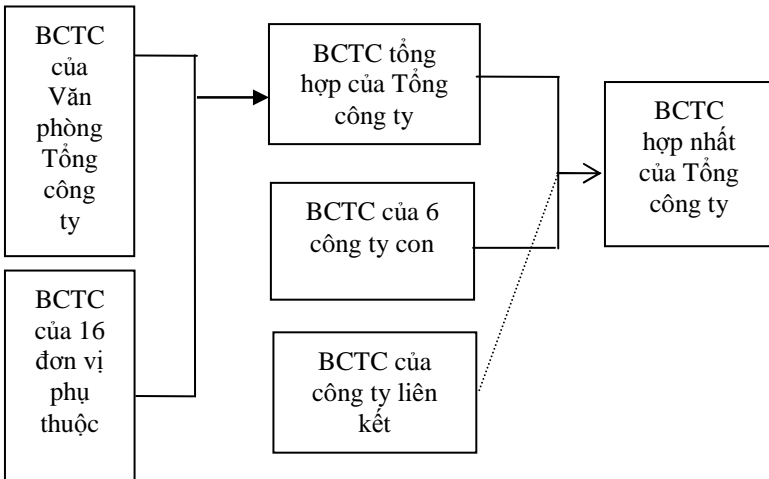 BCTC
của
Văn
phòng
Tổng
công
ty
BCTC
của 16
đơn vị
phụ
thuộc
BCTC tổng
hợp của Tổng
công ty
BCTC của 6
công ty con
BCTC của
công ty liên
kết
BCTC
hợp nhất
của Tổng
công ty